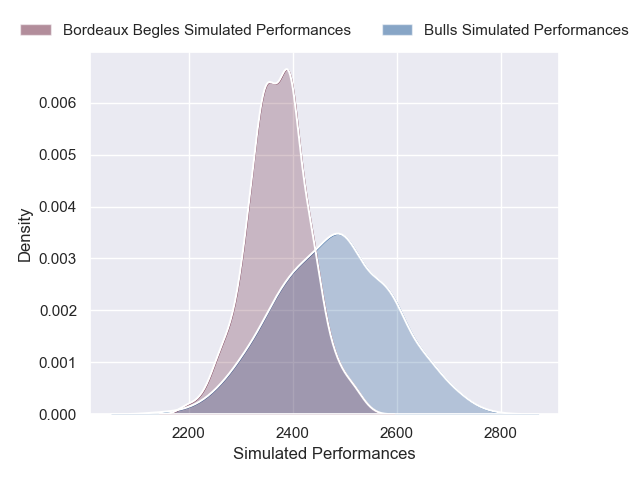 Bordeaux Begles Simulated Performances Bulls Simulated Performances
0.006
0.005
0.004
0.003
0.002
0.001
0.000
Density
2200 2400 2600 2800
Simulated Performances